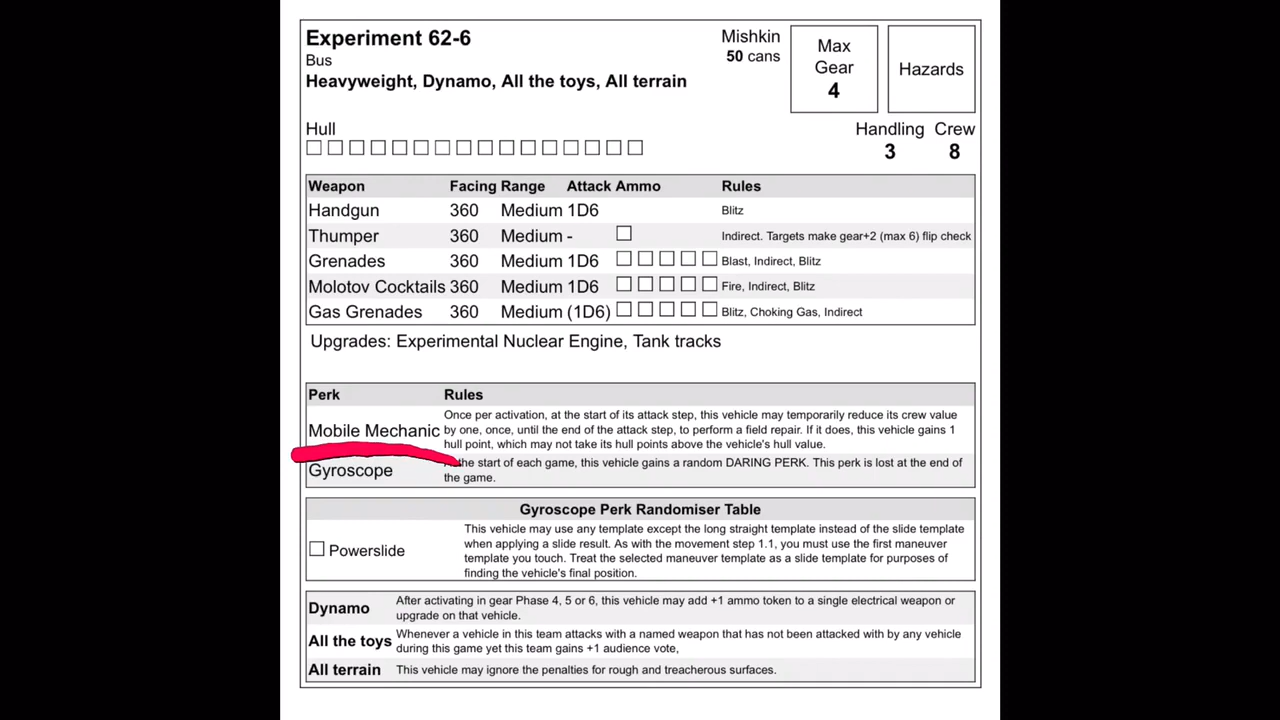 Experiment 62-6
Mishkin
50 cans
Bus
Heavyweight, Dynamo, All the toys, All terrain
Max
Gear
4
Hazards
Hull
Handling Crew
3 8
Weapon Facing Range Attack Ammo Rules
Handgun 360 Medium 1D6 Blitz
Thumper 360 Medium - Indirect. Targets make gear+2 (max 6) flip check
Grenades 360 Medium 1D6 Blast, Indirect, Blitz
Molotov Cocktails 360 Medium 1D6 Fire, Indirect, Blitz
Gas Grenades 360 Medium (1D6) Blitz, Choking Gas, Indirect
Upgrades: Experimental Nuclear Engine, Tank tracks
Perk Rules
Mobile Mechanic
Once per activation, at the start of its attack step, this vehicle may temporarily reduce its crew value
by one, once, until the end of the attack step, to perform a field repair. If it does, this vehicle gains 1
hull point, which may not take its hull points above the vehicle's hull value.
Gyroscope
the start of each game, this vehicle gains a random DARING PERK. This perk is lost at the end of
the game.
Gyroscope Perk Randomiser Table
Powerslide
This vehicle may use any template except the long straight template instead of the slide template
when applying a slide result. As with the movement step 1.1, you must use the first maneuver
template you touch. Treat the selected maneuver template as a slide template for purposes of
finding the vehicle's final position.
Dynamo
After activating in gear Phase 4, 5 or 6, this vehicle may add +1 ammo token to a single electrical weapon or
upgrade on that vehicle.
All the toys
Whenever a vehicle in this team attacks with a named weapon that has not been attacked with by any vehicle
during this game yet this team gains +1 audience vote,
All terrain This vehicle may ignore the penalties for rough and treacherous surfaces.